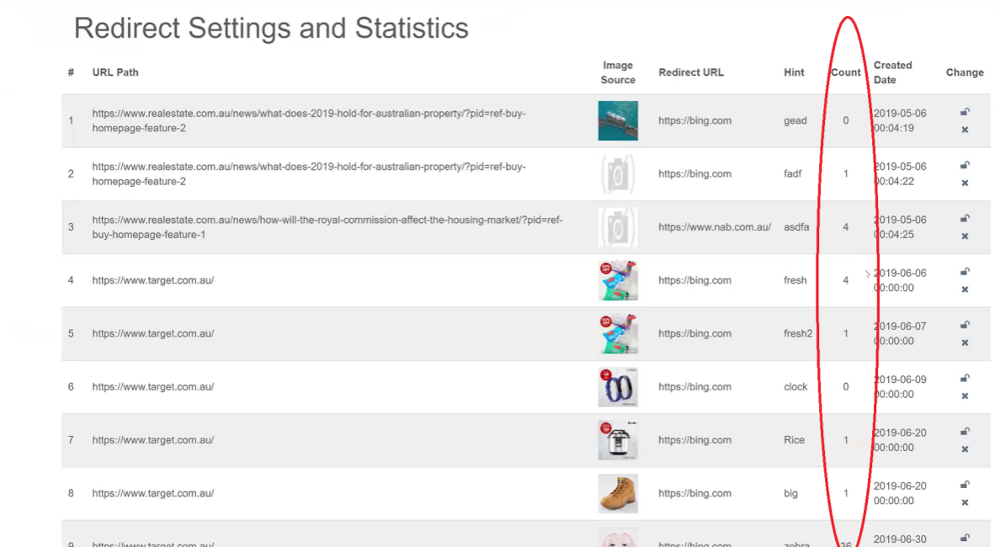 Redirect Settings and Statistics
# URL Path Image Source Redirect URL Hint Count Created Date Change
1 https://www.realestate.com.au/news/what-does-2019-hold-for-australian-property/?pid=ref-buy-homepage-feature-2 https://bing.com gead 0 2019-05-06 00:04:19
2 https://www.realestate.com.au/news/what-does-2019-hold-for-australian-property/?pid=ref-buy-homepage-feature-2 https://bing.com fadf 1 2019-05-06 00:04:22
3 https://www.realestate.com.au/news/how-will-the-royal-commission-affect-the-housing-market/?pid=ref-buy-homepage-feature-1 https://www.nab.com.au/ asdfa 4 2019-05-06 00:04:25
4 https://www.target.com.au/ https://bing.com fresh 4 2019-06-06 00:00:00
5 https://www.target.com.au/ https://bing.com fresh2 1 2019-06-07 00:00:00
6 https://www.target.com.au/ https://bing.com clock 0 2019-06-09 00:00:00
7 https://www.target.com.au/ https://bing.com Rice 1 2019-06-20 00:00:00
8 https://www.target.com.au/ https://bing.com big 1 2019-06-20 00:00:00
9 https://www.target.com.au/ https://bing.com zebra 36 2019-06-30